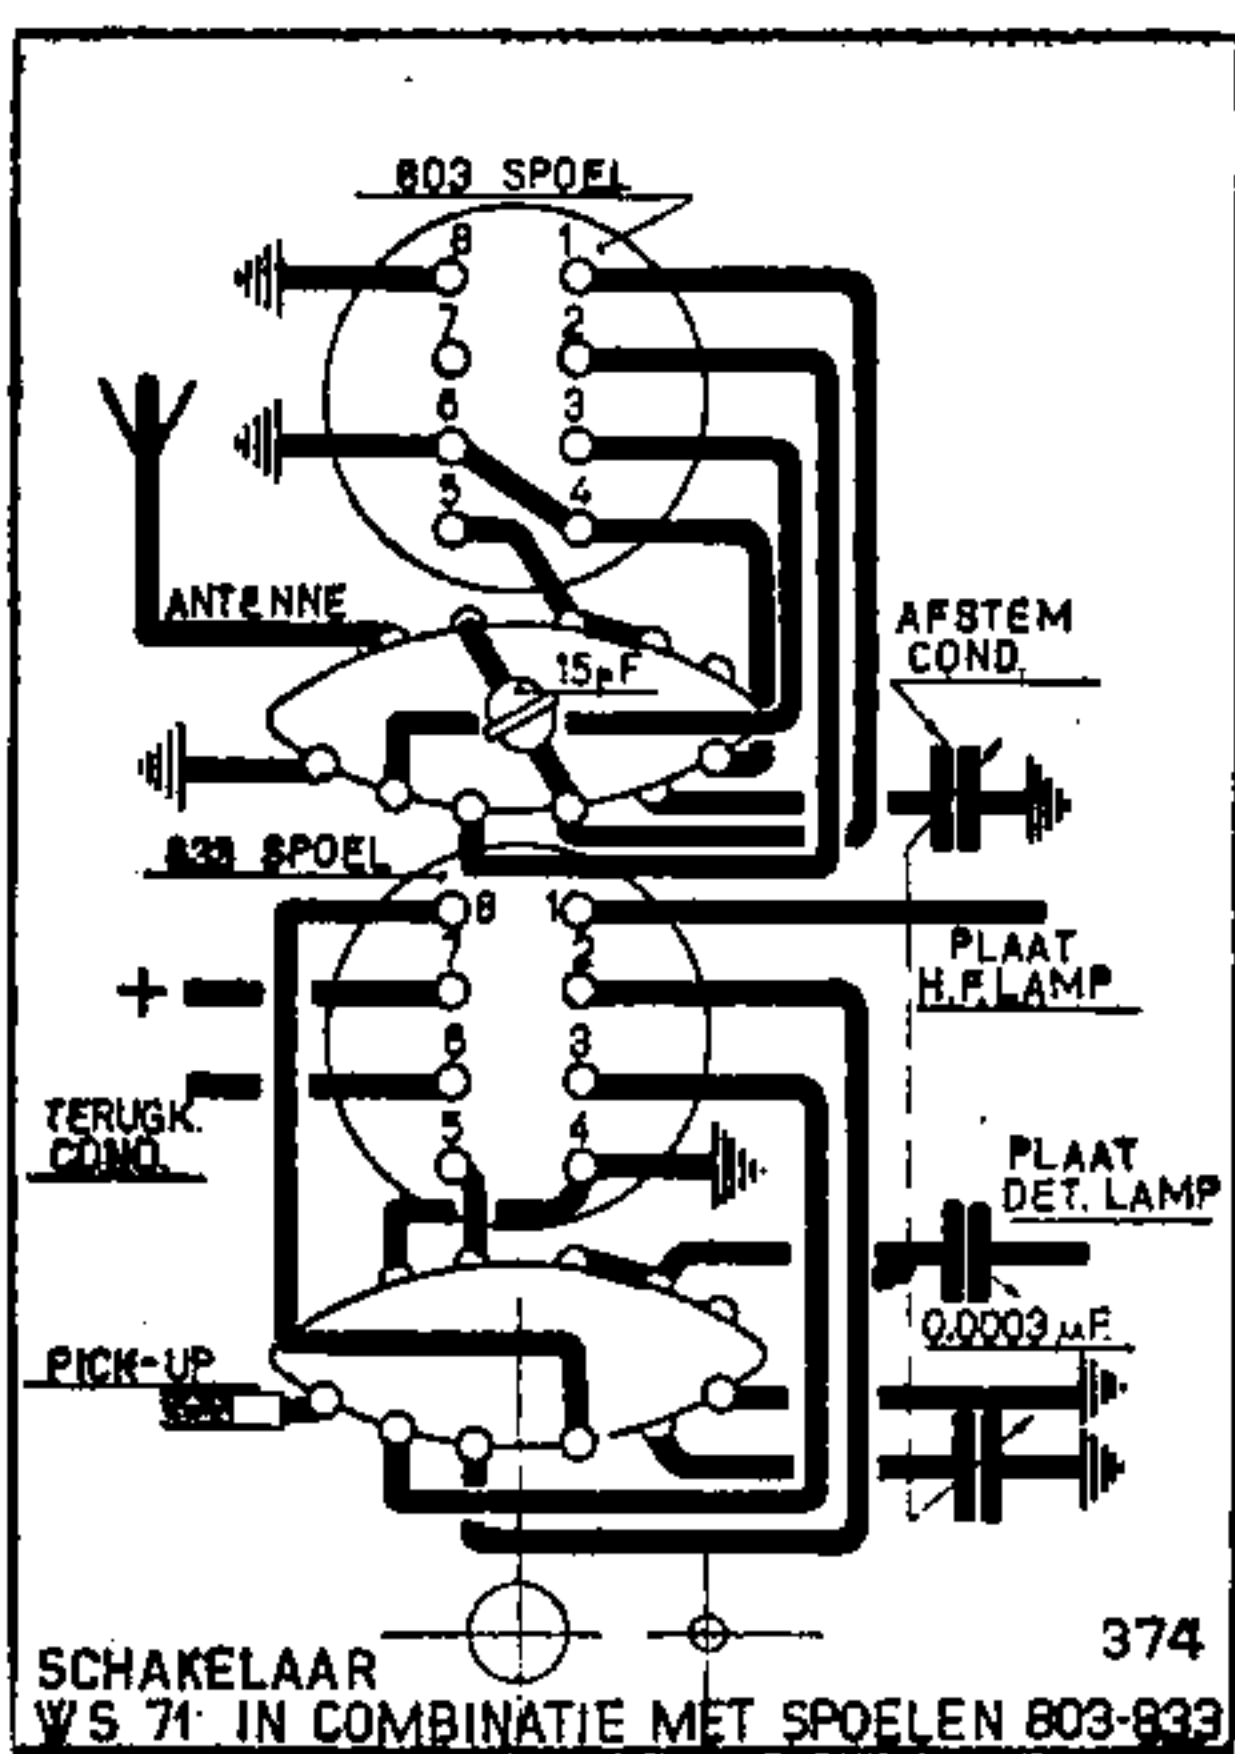 803 SPOEL
8 1
7 2
6 3
5 4
ANTENNE
15pF
AFSTEM
COND.
833 SPOEL
8 1
7 2
6 3
5 4
PLAAT
H.F. LAMP
+
TERUGK.
COND.
PLAAT
DET. LAMP
0.0003 µF.
PICK-UP
374
SCHAKELAAR
WS 71 IN COMBINATIE MET SPOELEN 803-833